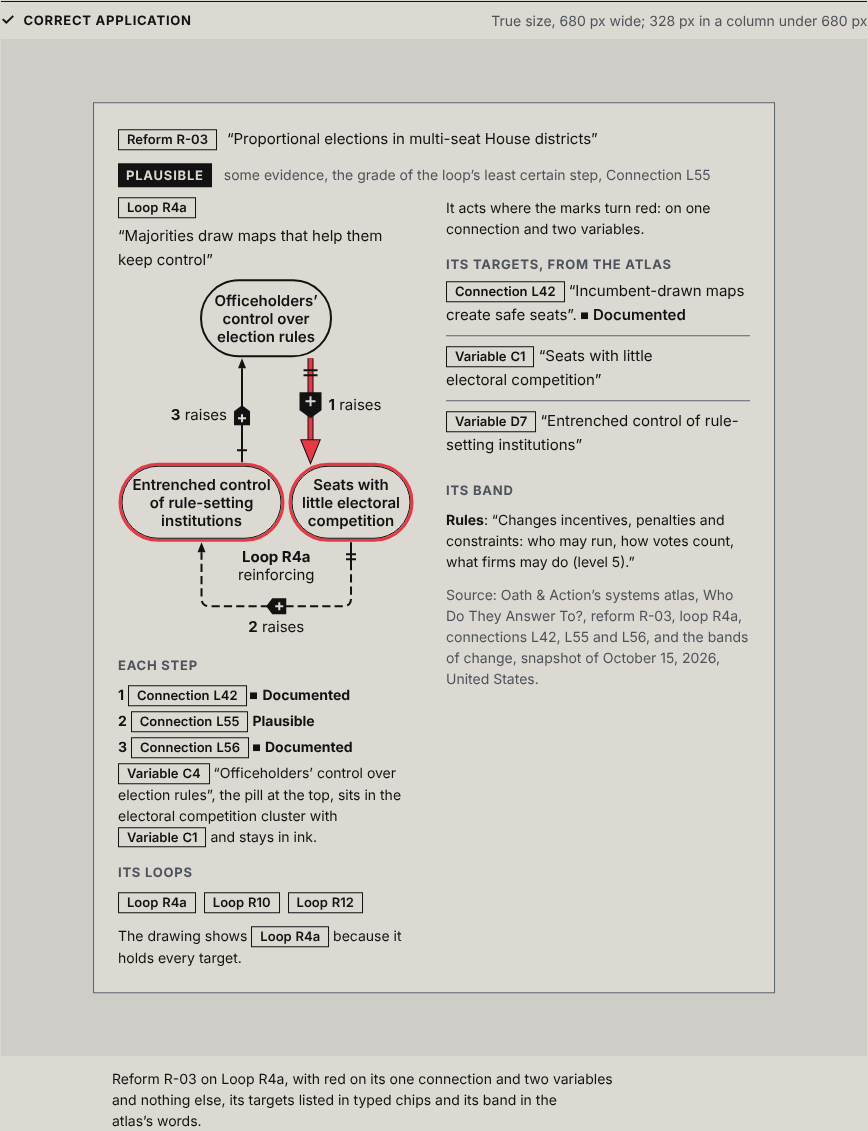 ✓ CORRECT APPLICATION
True size, 680 px wide; 328 px in a column under 680 px
Reform R-03 “Proportional elections in multi-seat House districts”
PLAUSIBLE some evidence, the grade of the loop’s least certain step, Connection L55
Loop R4a
“Majorities draw maps that help them
keep control”
Officeholders’
control over
election rules
3 raises
1 raises
Entrenched control
of rule-setting
institutions
Seats with
little electoral
competition
Loop R4a
reinforcing
2 raises
EACH STEP
1 Connection L42 ■ Documented
2 Connection L55 Plausible
3 Connection L56 ■ Documented
Variable C4 “Officeholders’ control over
election rules”, the pill at the top, sits in the
electoral competition cluster with
Variable C1 and stays in ink.
ITS LOOPS
Loop R4a Loop R10 Loop R12
The drawing shows Loop R4a because it
holds every target.
It acts where the marks turn red: on one
connection and two variables.
ITS TARGETS, FROM THE ATLAS
Connection L42 “Incumbent-drawn maps
create safe seats”. ■ Documented
Variable C1 “Seats with little
electoral competition”
Variable D7 “Entrenched control of rule-
setting institutions”
ITS BAND
Rules: “Changes incentives, penalties and
constraints: who may run, how votes count,
what firms may do (level 5).”
Source: Oath & Action’s systems atlas, Who
Do They Answer To?, reform R-03, loop R4a,
connections L42, L55 and L56, and the bands
of change, snapshot of October 15, 2026,
United States.
Reform R-03 on Loop R4a, with red on its one connection and two variables
and nothing else, its targets listed in typed chips and its band in the
atlas’s words.